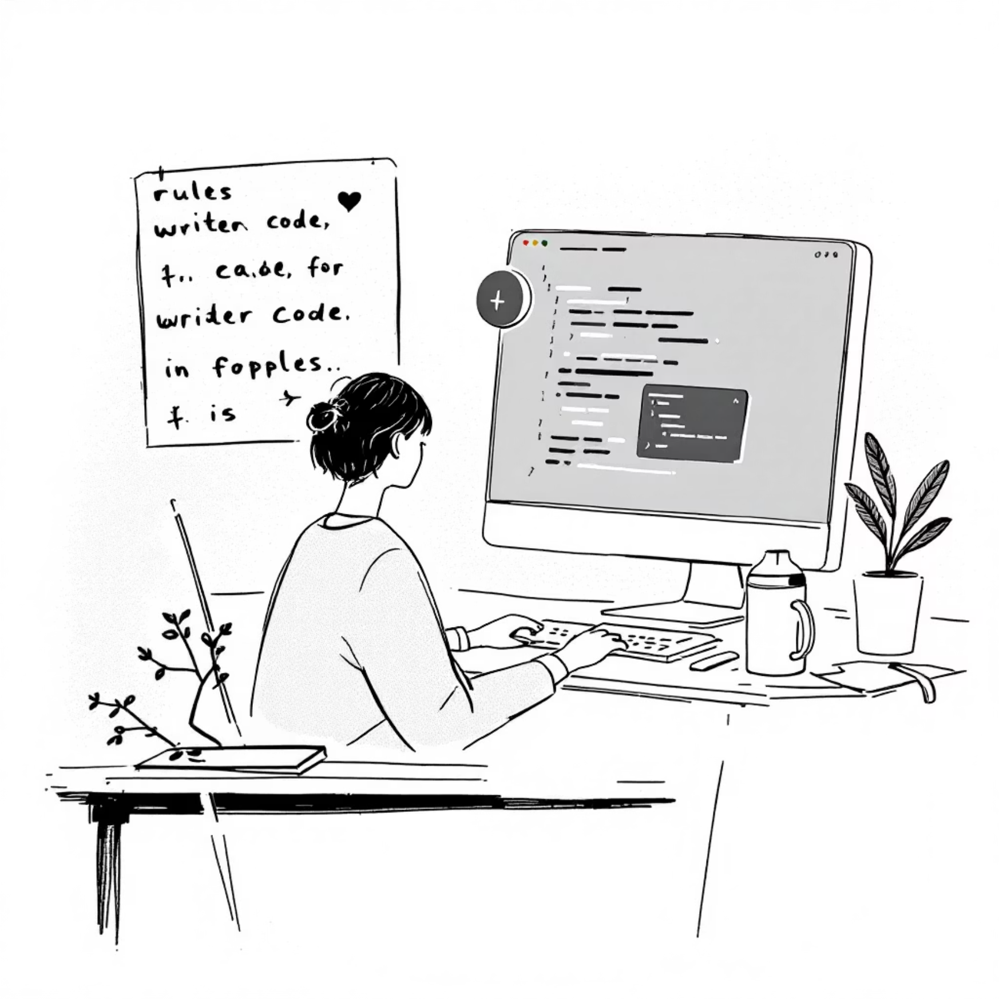 rules
writen code,
for
wrider code.
in fopples..
is